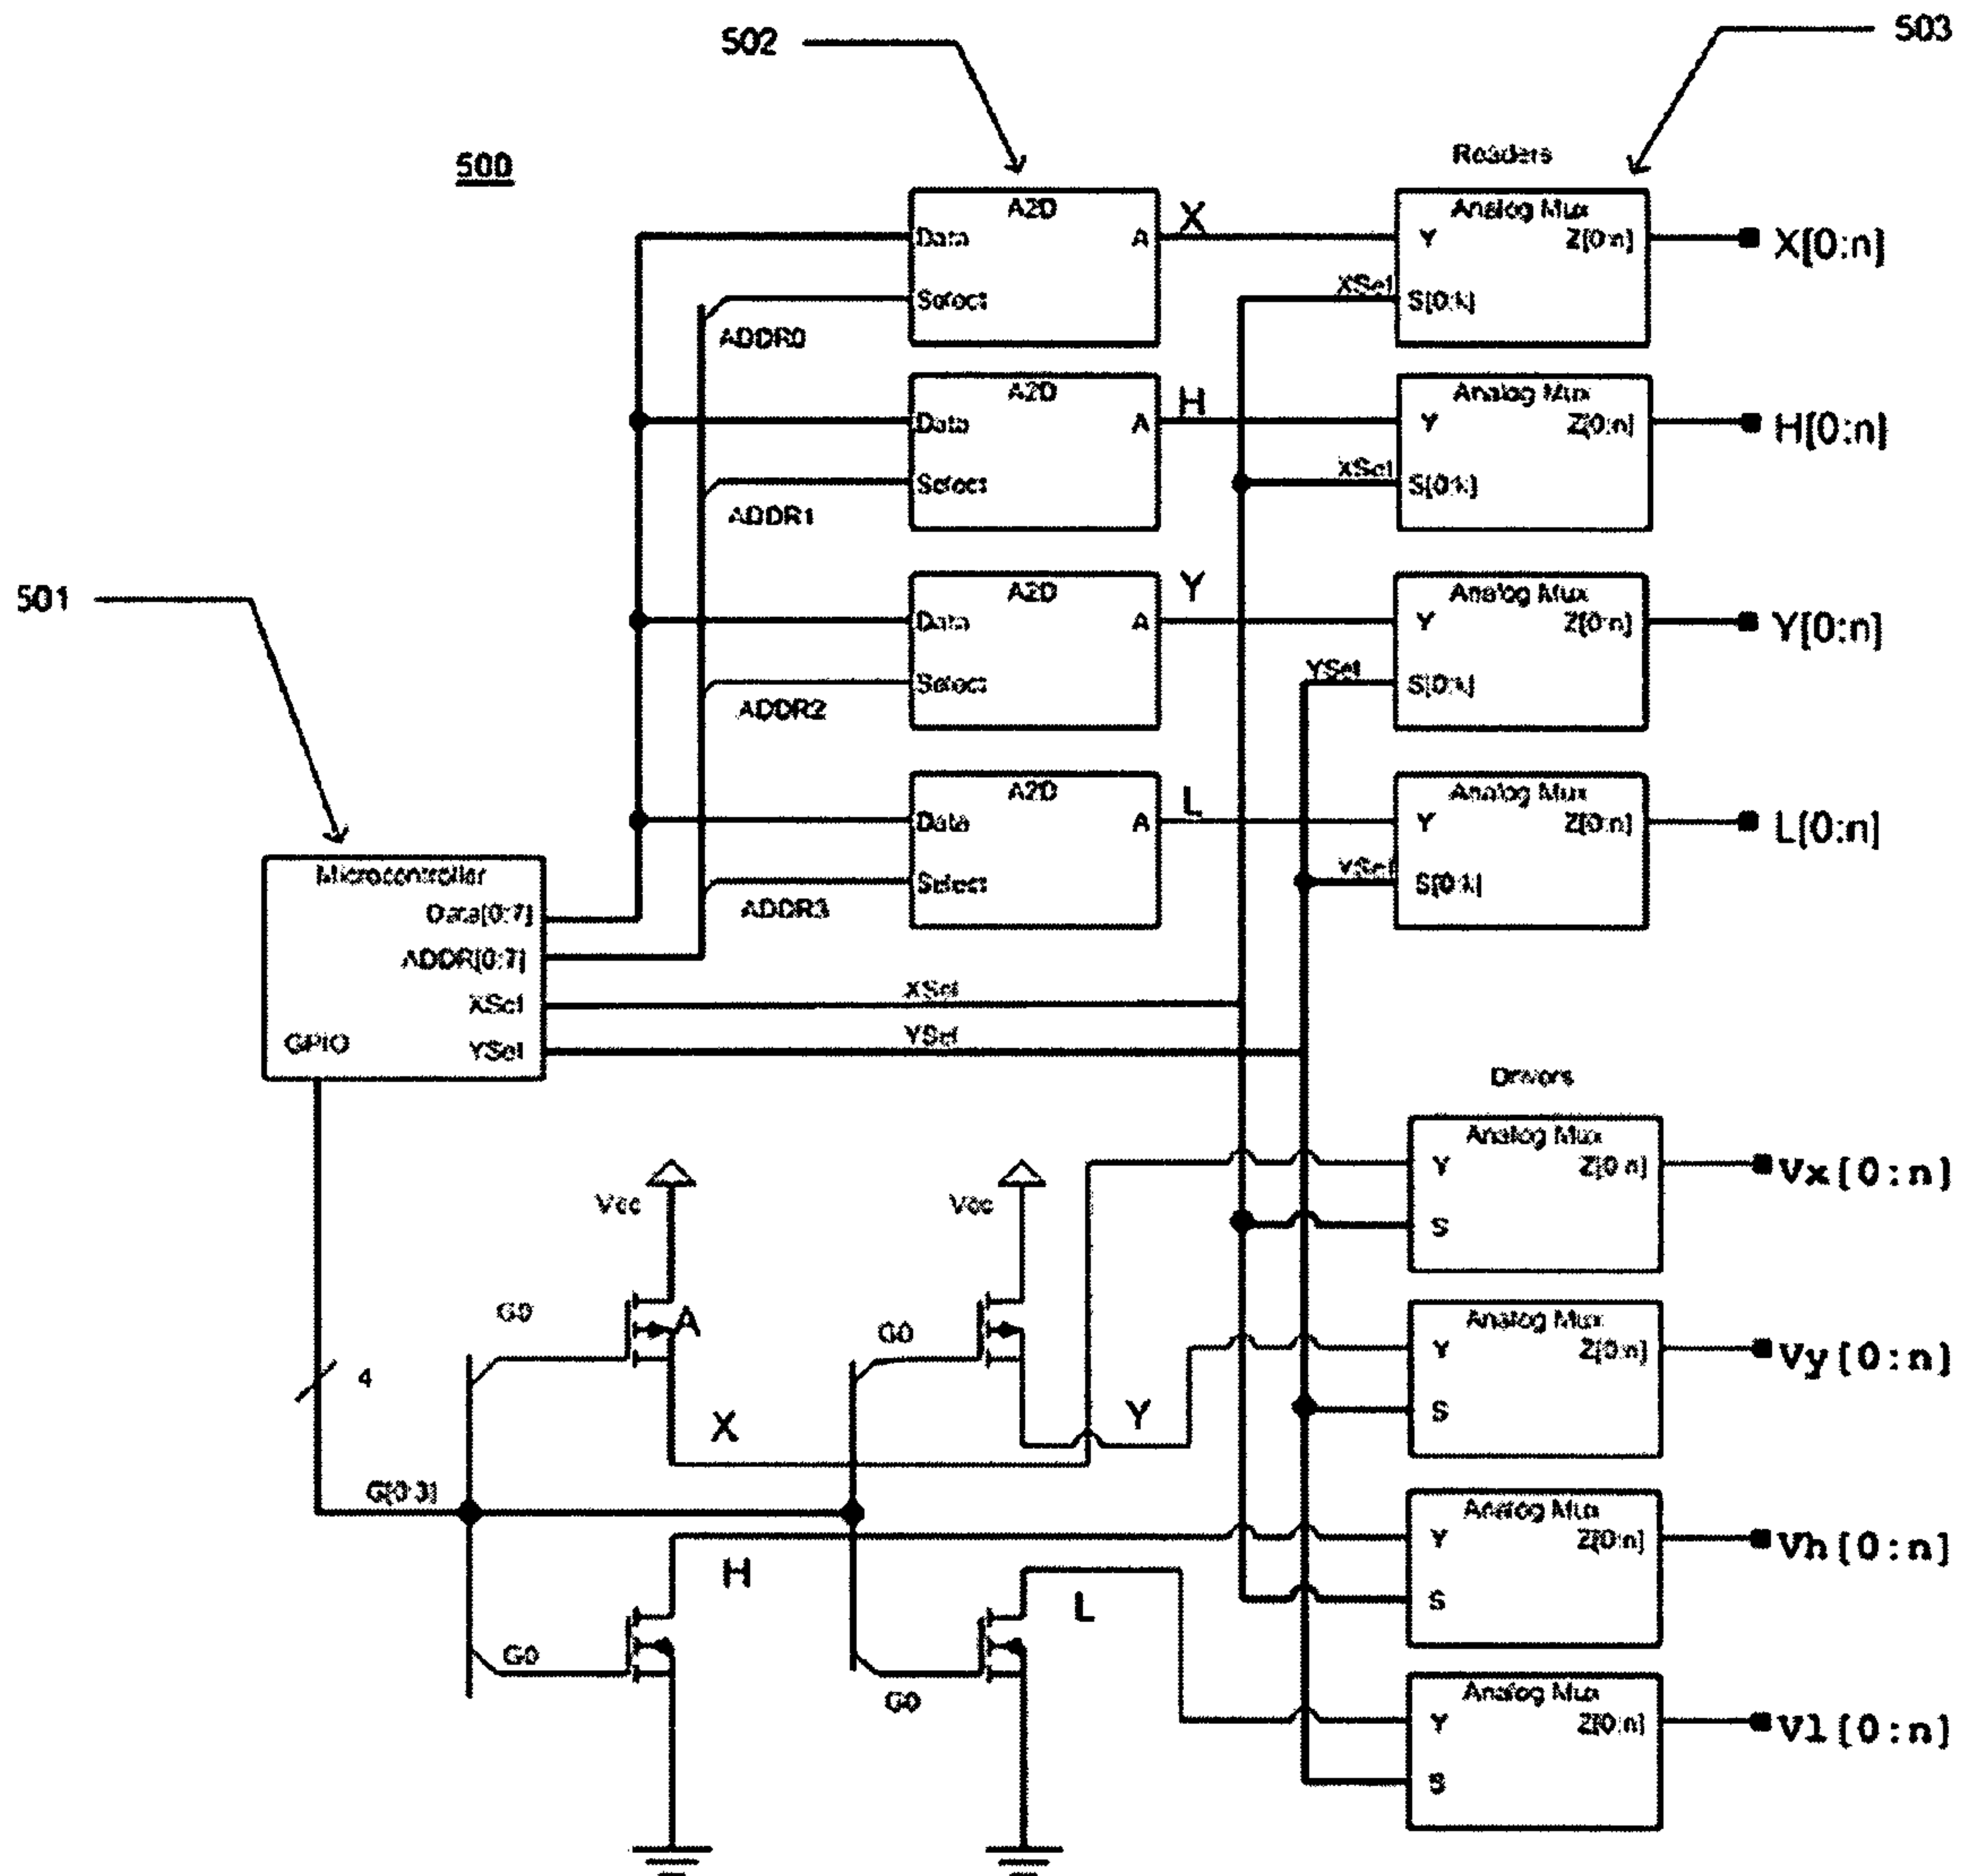 502
503
500
Readers
A2D
Data
A
Select
ADDR0
X
Analog Mux
Y
Z[0:n]
XSel
S[0:k]
X[0:n]
A2D
Data
A
Select
ADDR1
H
Analog Mux
Y
Z[0:n]
XSel
S[0:k]
H[0:n]
A2D
Data
A
Select
ADDR2
Y
Analog Mux
Y
Z[0:n]
YSel
S[0:k]
Y[0:n]
A2D
Data
A
Select
ADDR3
L
Analog Mux
Y
Z[0:n]
YSel
S[0:k]
L[0:n]
501
Microcontroller
Data[0:7]
ADDR[0:7]
XSel
YSel
GPIO
XSel
YSel
Drivers
Analog Mux
Y
Z[0:n]
S
Vx[0:n]
Analog Mux
Y
Z[0:n]
S
Vy[0:n]
Analog Mux
Y
Z[0:n]
S
Vh[0:n]
Analog Mux
Y
Z[0:n]
S
Vl[0:n]
Vcc
Vcc
G0
A
G0
4
X
Y
G[0:3]
H
L
G0
G0